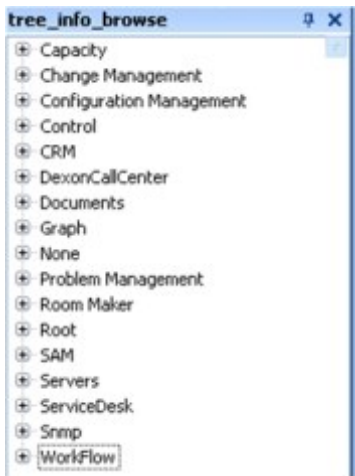 tree_info_browse
Capacity
Change Management
Configuration Management
Control
CRM
DexonCallCenter
Documents
Graph
None
Problem Management
Room Maker
Root
SAM
Servers
ServiceDesk
Snmp
WorkFlow